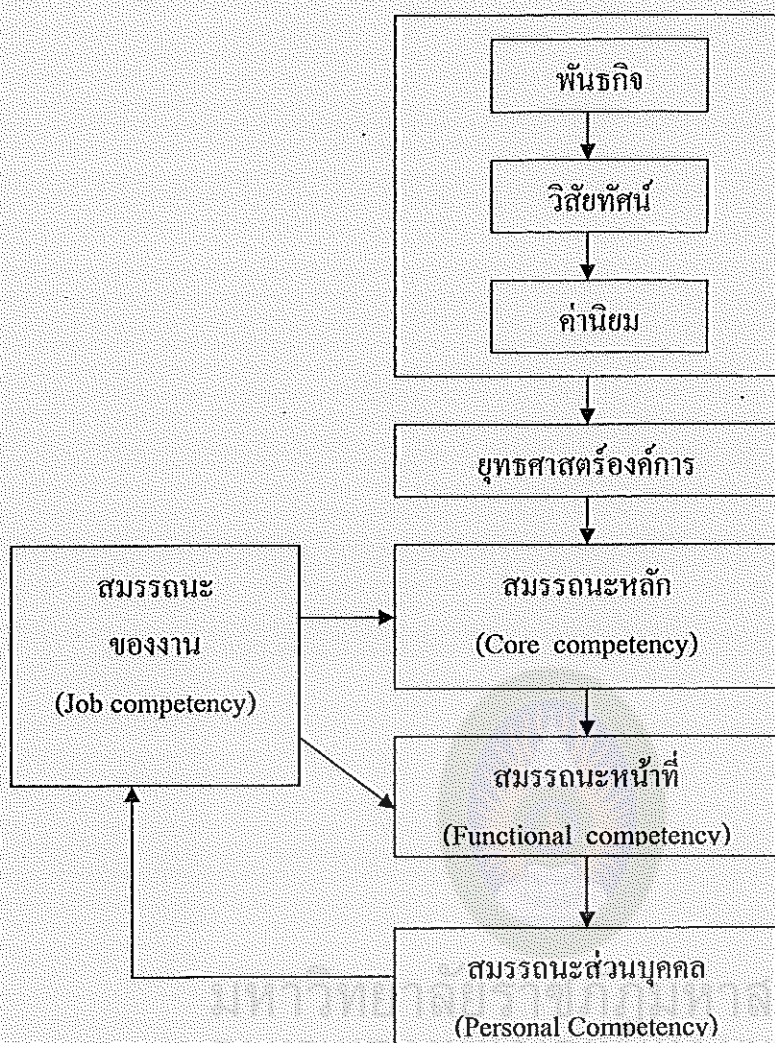 พันธกิจ
วิสัยทัศน์
ค่านิยม
ยุทธศาสตร์องค์การ
สมรรถนะ
ของงาน
(Job competency)
สมรรถนะหลัก
(Core competency)
สมรรถนะหน้าที่
(Functional competency)
สมรรถนะส่วนบุคคล
(Personal Competency)